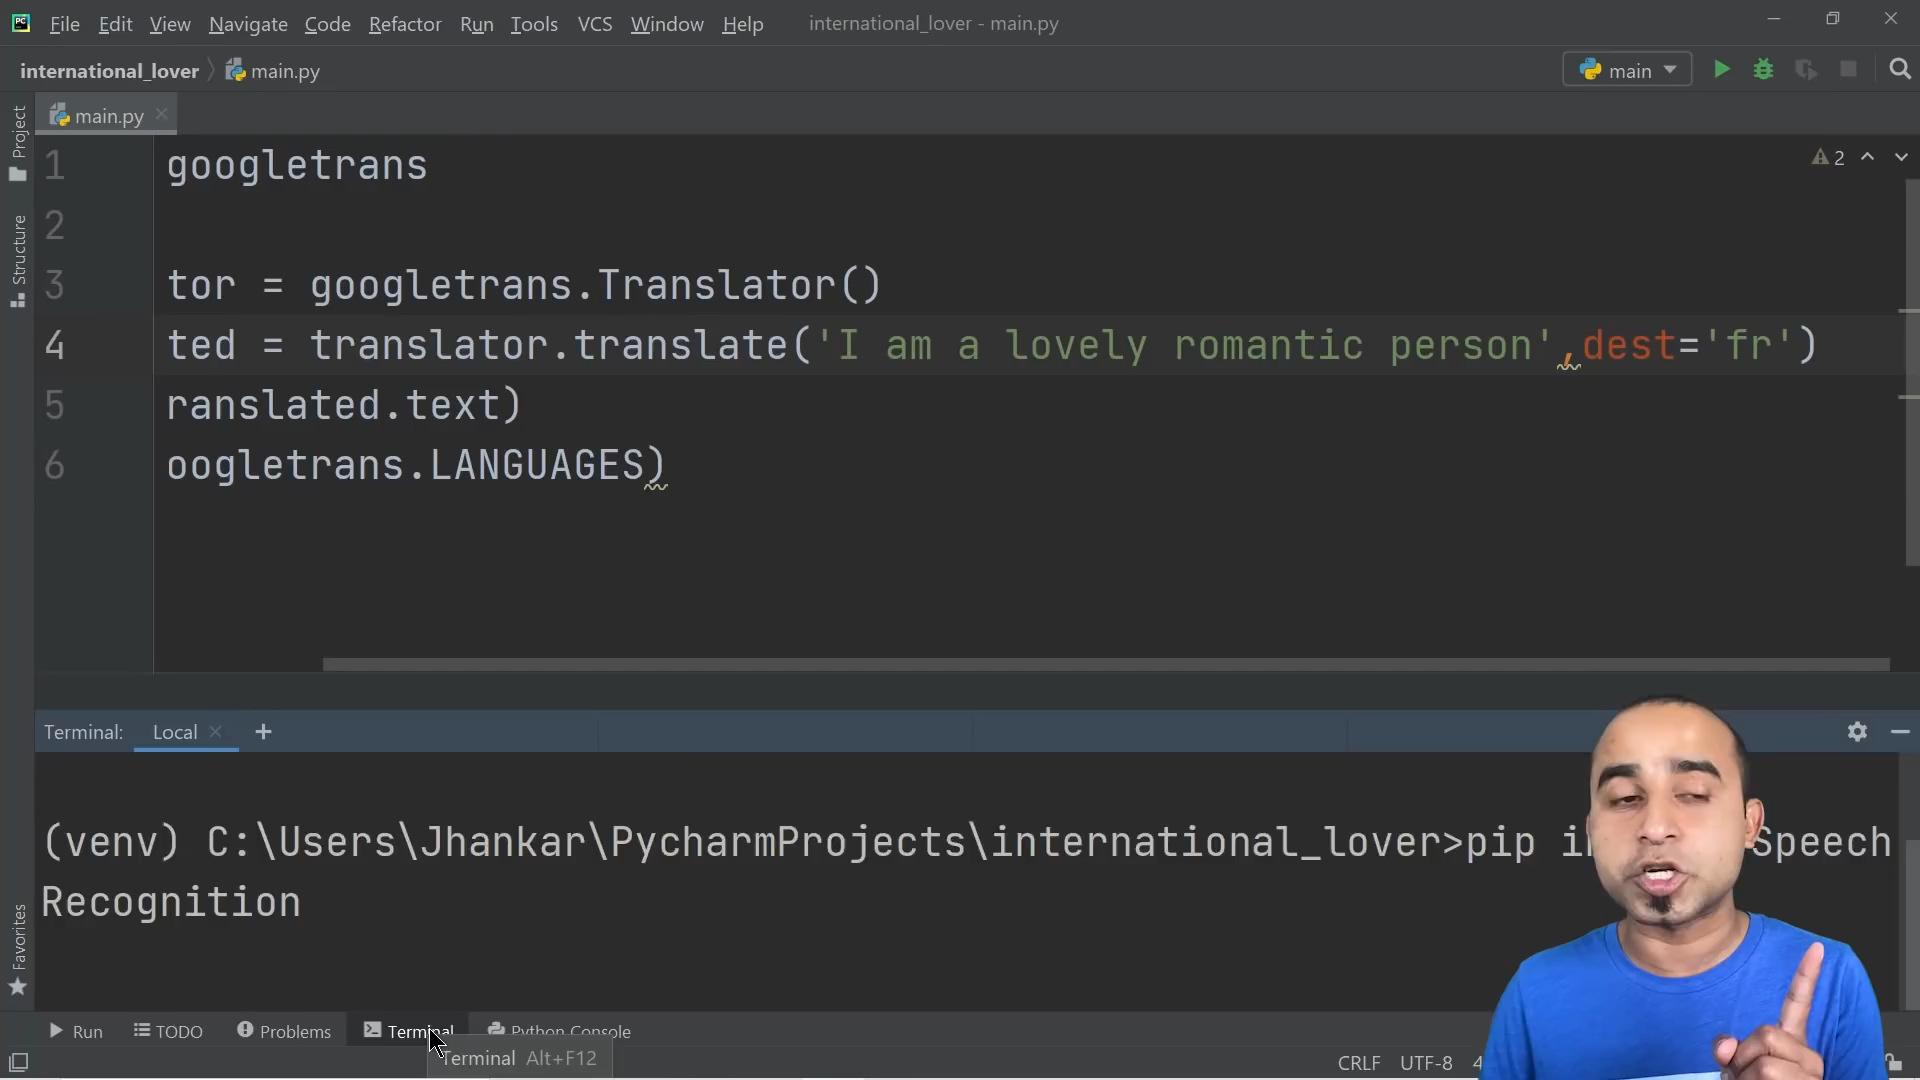 File Edit View Navigate Code Refactor Run Tools VCS Window Help international_lover - main.py
international_lover main.py
main
main.py
2
Project
Structure
Favorites
1 googletrans
2
3 tor = googletrans.Translator()
4 ted = translator.translate('I am a lovely romantic person',dest='fr')
5 ranslated.text)
6 oogletrans.LANGUAGES)
Terminal: Local +
(venv) C:\Users\Jhankar\PycharmProjects\international_lover>pip Speech
Recognition
Run TODO Problems Terminal Python Console
Terminal Alt+F12
CRLF UTF-8